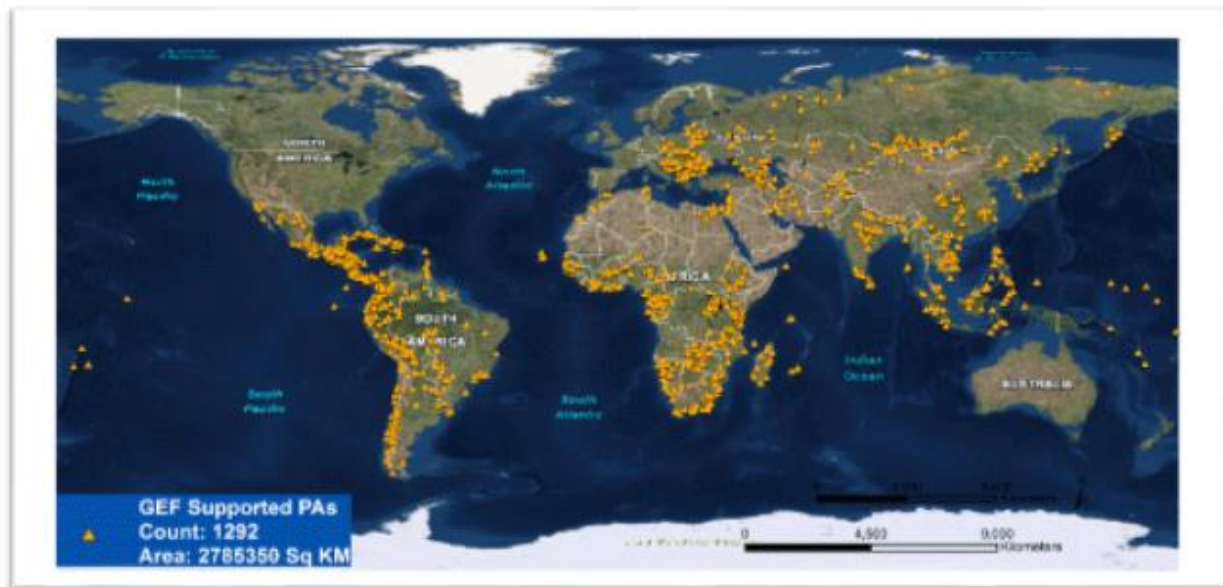 NORTH
AMERICA
North
Pacific
North
Atlantic
AFRICA
SOUTH
AMERICA
Indian
Ocean
AUSTRALIA
South
Pacific
South
Atlantic
GEF Supported PAs
Count: 1292
Area: 2785350 Sq KM
0 4,500 9,000
Kilometers